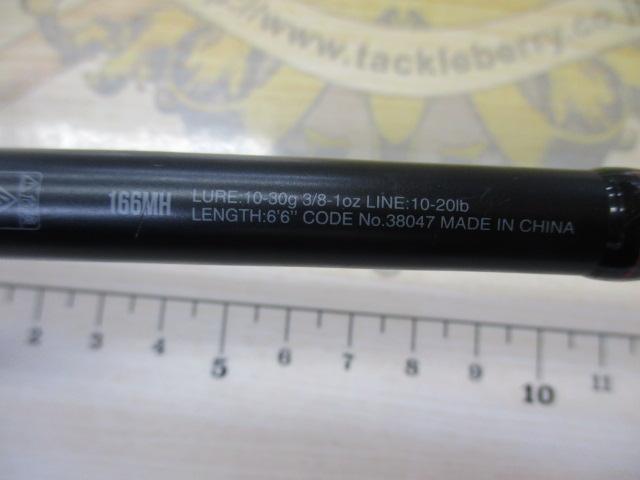 http://www.tackleberry.co.
166MH
LURE:10-30g 3/8-1oz LINE:10-20lb
LENGTH:6'6" CODE No.38047 MADE IN CHINA
2 3 4 5 6 7 8 9 10 11